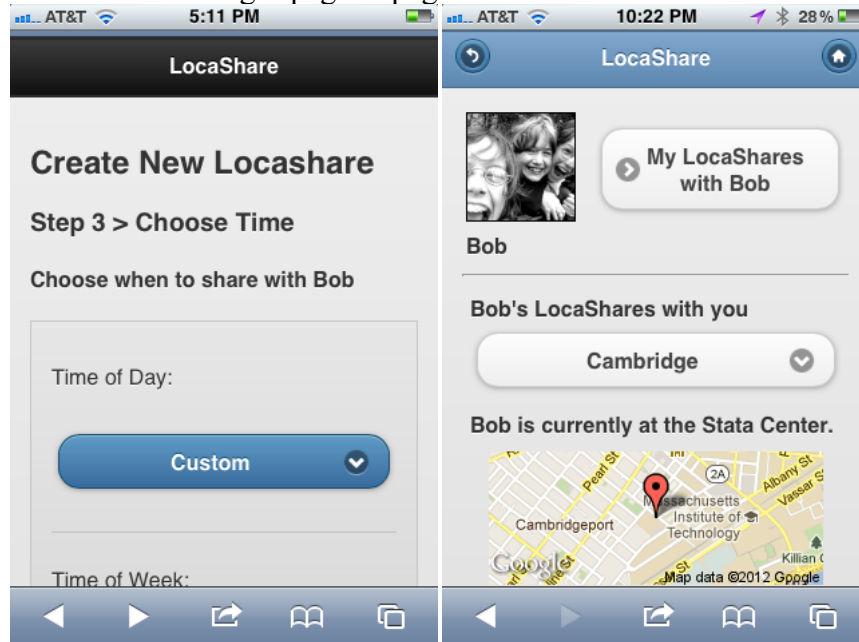 AT&T 5:11 PM
LocaShare
Create New Locashare
Step 3 > Choose Time
Choose when to share with Bob
Time of Day:
Custom
Time of Week:
AT&T 10:22 PM 28%
LocaShare
My LocaShares
with Bob
Bob
Bob's LocaShares with you
Cambridge
Bob is currently at the Stata Center.
Pearl St
2A
Albany St
Vassar S
Massachusetts
Institute of
Technology
Cambridgeport
Killian
Google
St
Map data ©2012 Google